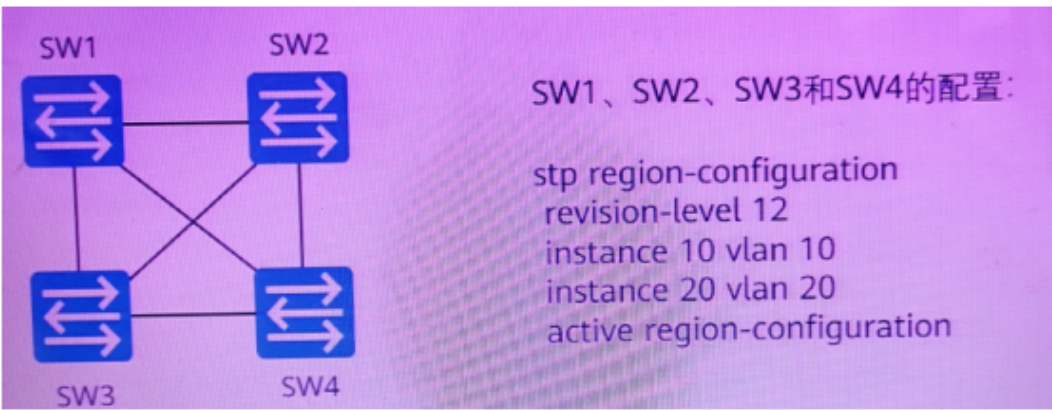 SW1
SW2
SW3
SW4
SW1、SW2、SW3和SW4的配置:
stp region-configuration
revision-level 12
instance 10 vlan 10
instance 20 vlan 20
active region-configuration